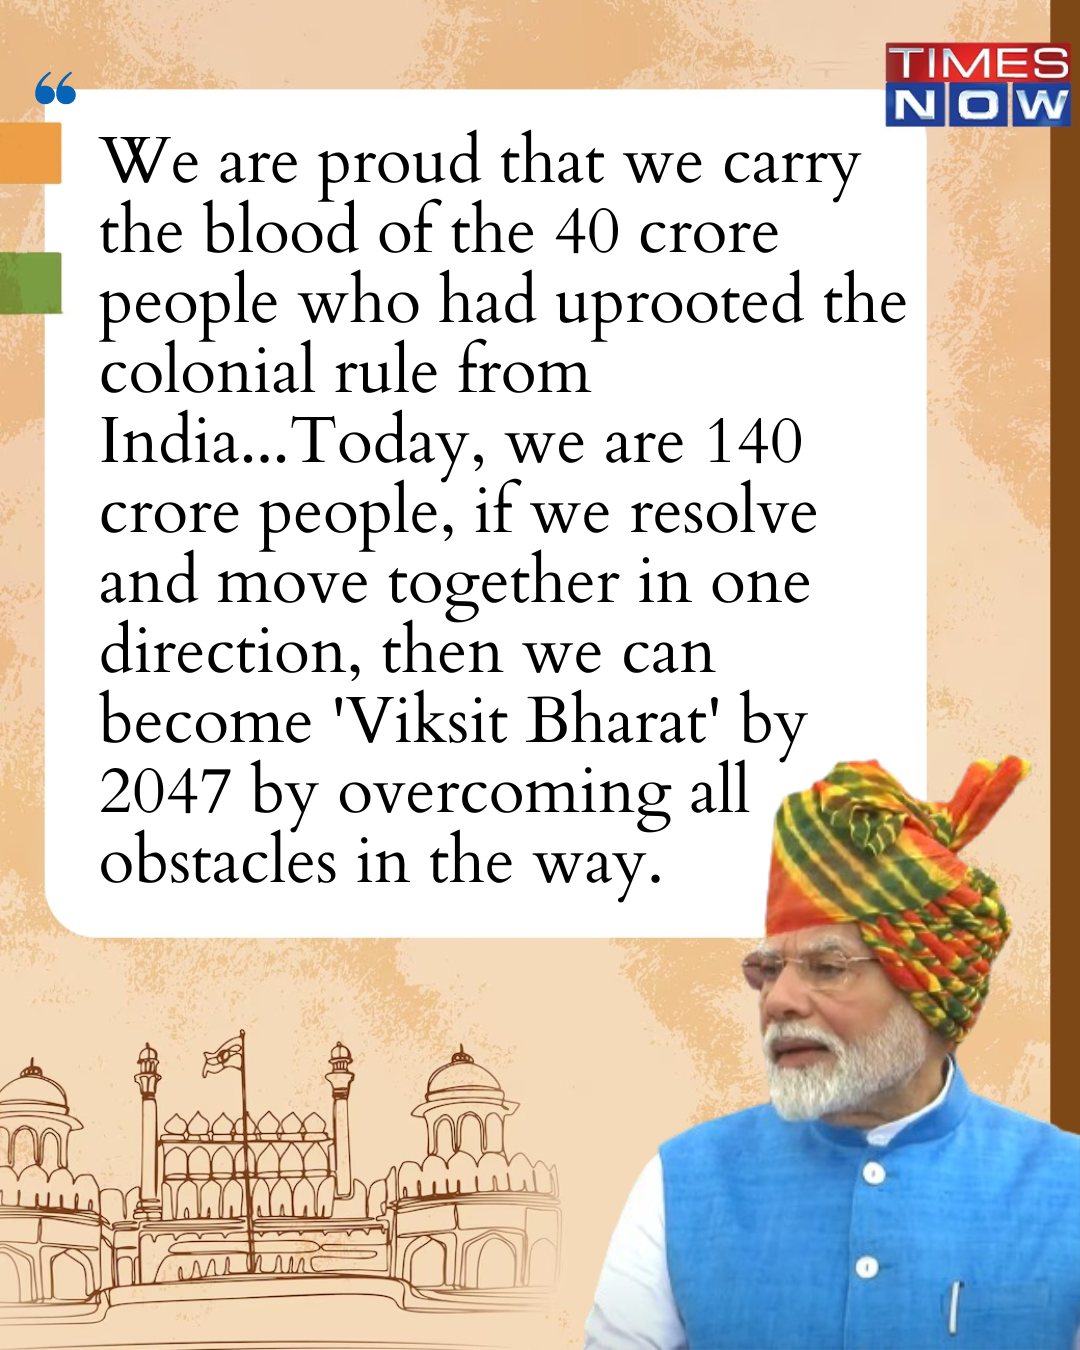 TIMES
NOW
❝
We are proud that we carry
the blood of the 40 crore
people who had uprooted the
colonial rule from
India...Today, we are 140
crore people, if we resolve
and move together in one
direction, then we can
become 'Viksit Bharat' by
2047 by overcoming all
obstacles in the way.